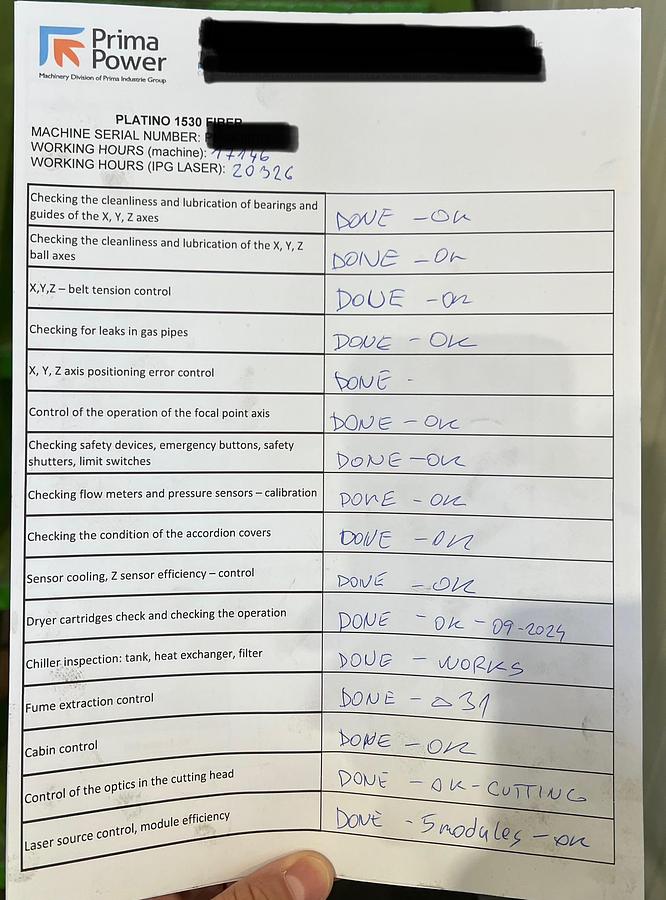 Prima
Power
Machinery Division of Prima Industrie Group
PLATINO 1530 FIBER
MACHINE SERIAL NUMBER: P
WORKING HOURS (machine): 17146
WORKING HOURS (IPG LASER): 20326
Checking the cleanliness and lubrication of bearings and
guides of the X, Y, Z axes
DONE - OK
Checking the cleanliness and lubrication of the X, Y, Z
ball axes
DONE - OK
X,Y,Z – belt tension control
DONE - OK
Checking for leaks in gas pipes
DONE - OK
X, Y, Z axis positioning error control
DONE -
Control of the operation of the focal point axis
DONE - OK
Checking safety devices, emergency buttons, safety
shutters, limit switches
DONE - OK
Checking flow meters and pressure sensors – calibration
DONE - OK
Checking the condition of the accordion covers
DONE - OK
Sensor cooling, Z sensor efficiency – control
DONE - OK
Dryer cartridges check and checking the operation
DONE - OK - 09-2024
Chiller inspection: tank, heat exchanger, filter
DONE - WORKS
Fume extraction control
DONE - △31
Cabin control
DONE - OK
Control of the optics in the cutting head
DONE - OK - CUTTING
Laser source control, module efficiency
DONE - 5 modules - OK